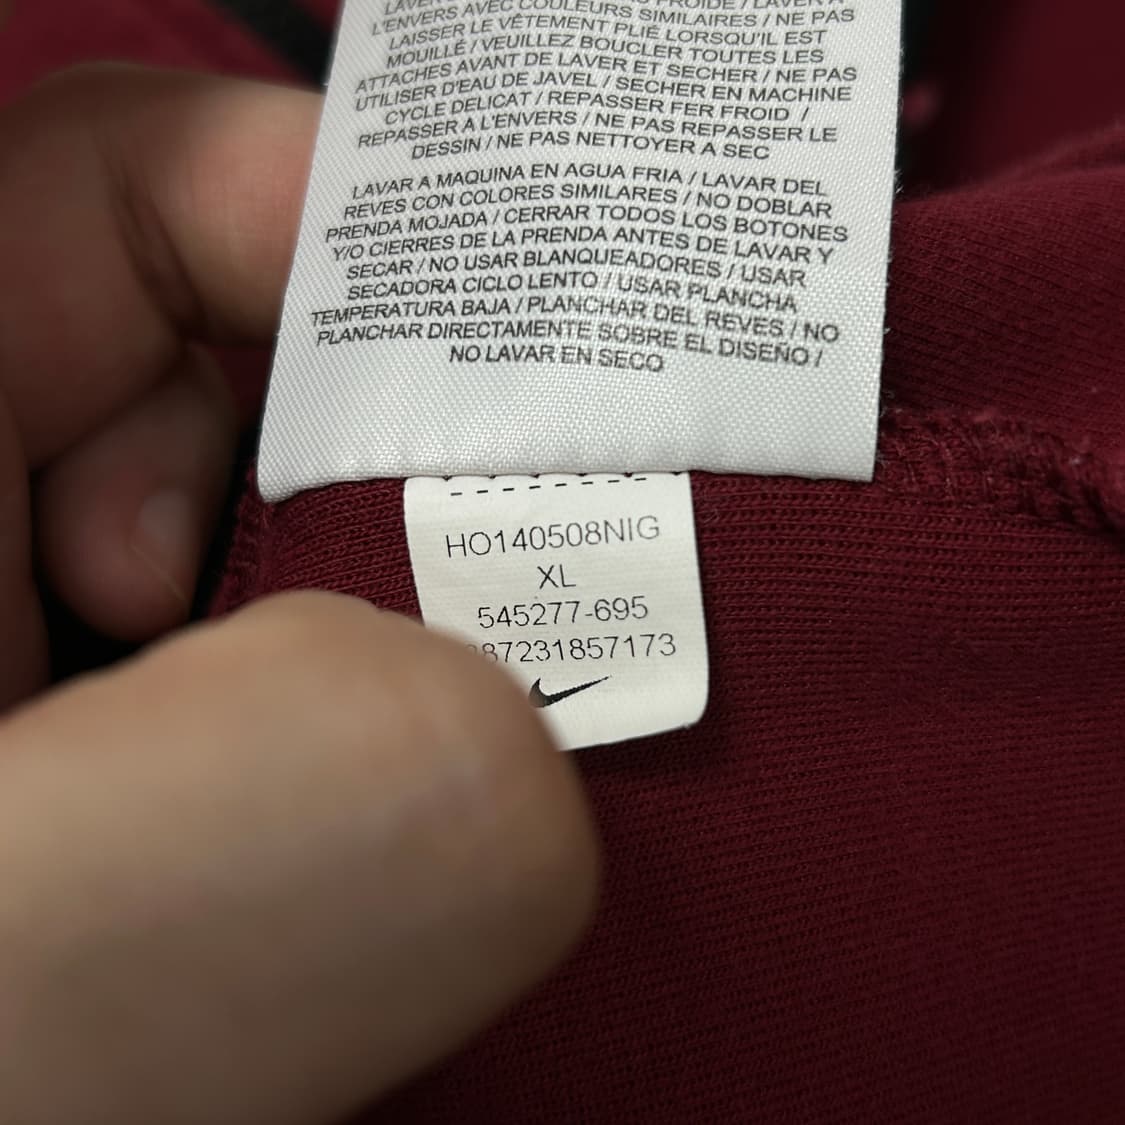 LAVER FROIDE / LAVER À
L'ENVERS AVEC COULEURS SIMILAIRES / NE PAS
LAISSER LE VÊTEMENT PLIÉ LORSQU'IL EST
MOUILLÉ / VEUILLEZ BOUCLER TOUTES LES
ATTACHES AVANT DE LAVER ET SECHER / NE PAS
UTILISER D'EAU DE JAVEL / SECHER EN MACHINE
CYCLE DELICAT / REPASSER FER FROID /
REPASSER A L'ENVERS / NE PAS REPASSER LE
DESSIN / NE PAS NETTOYER A SEC
LAVAR A MAQUINA EN AGUA FRIA / LAVAR DEL
REVES CON COLORES SIMILARES / NO DOBLAR
PRENDA MOJADA / CERRAR TODOS LOS BOTONES
Y/O CIERRES DE LA PRENDA ANTES DE LAVAR Y
SECAR / NO USAR BLANQUEADORES / USAR
SECADORA CICLO LENTO / USAR PLANCHA
TEMPERATURA BAJA / PLANCHAR DEL REVES / NO
PLANCHAR DIRECTAMENTE SOBRE EL DISEÑO /
NO LAVAR EN SECO
HO140508NIG
XL
545277-695
87231857173